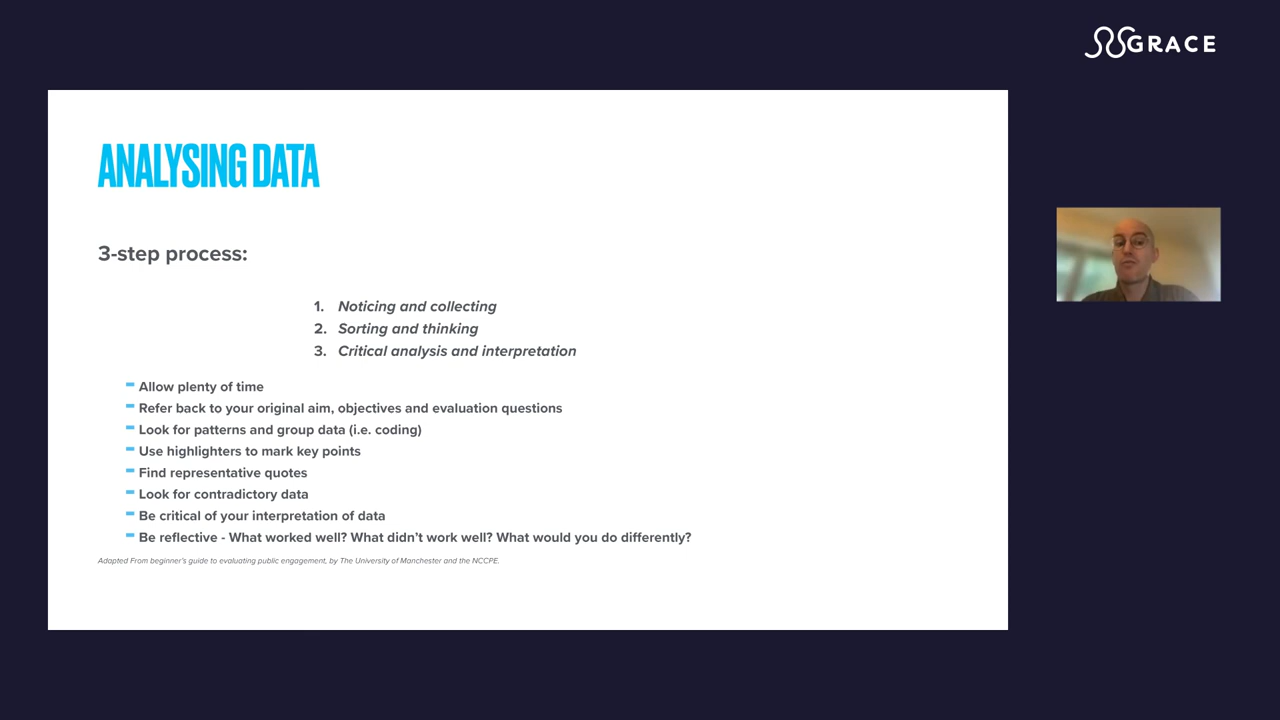 GRACE
ANALYSING DATA
3-step process:
1. Noticing and collecting
2. Sorting and thinking
3. Critical analysis and interpretation
- Allow plenty of time
- Refer back to your original aim, objectives and evaluation questions
- Look for patterns and group data (i.e. coding)
- Use highlighters to mark key points
- Find representative quotes
- Look for contradictory data
- Be critical of your interpretation of data
- Be reflective - What worked well? What didn't work well? What would you do differently?
Adapted From beginner's guide to evaluating public engagement, by The University of Manchester and the NCCPE.